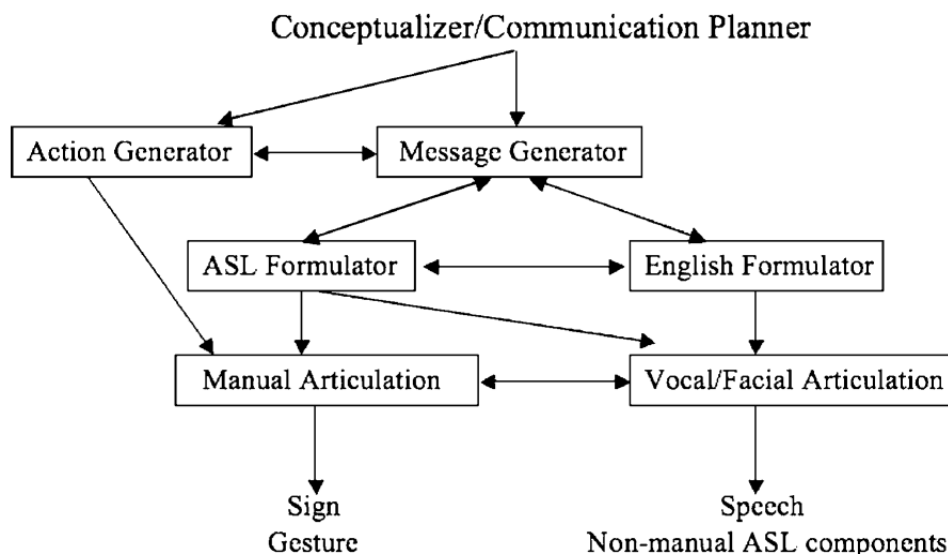 Conceptualizer/Communication Planner
Action Generator
Message Generator
ASL Formulator
English Formulator
Manual Articulation
Vocal/Facial Articulation
Sign
Gesture
Speech
Non-manual ASL components